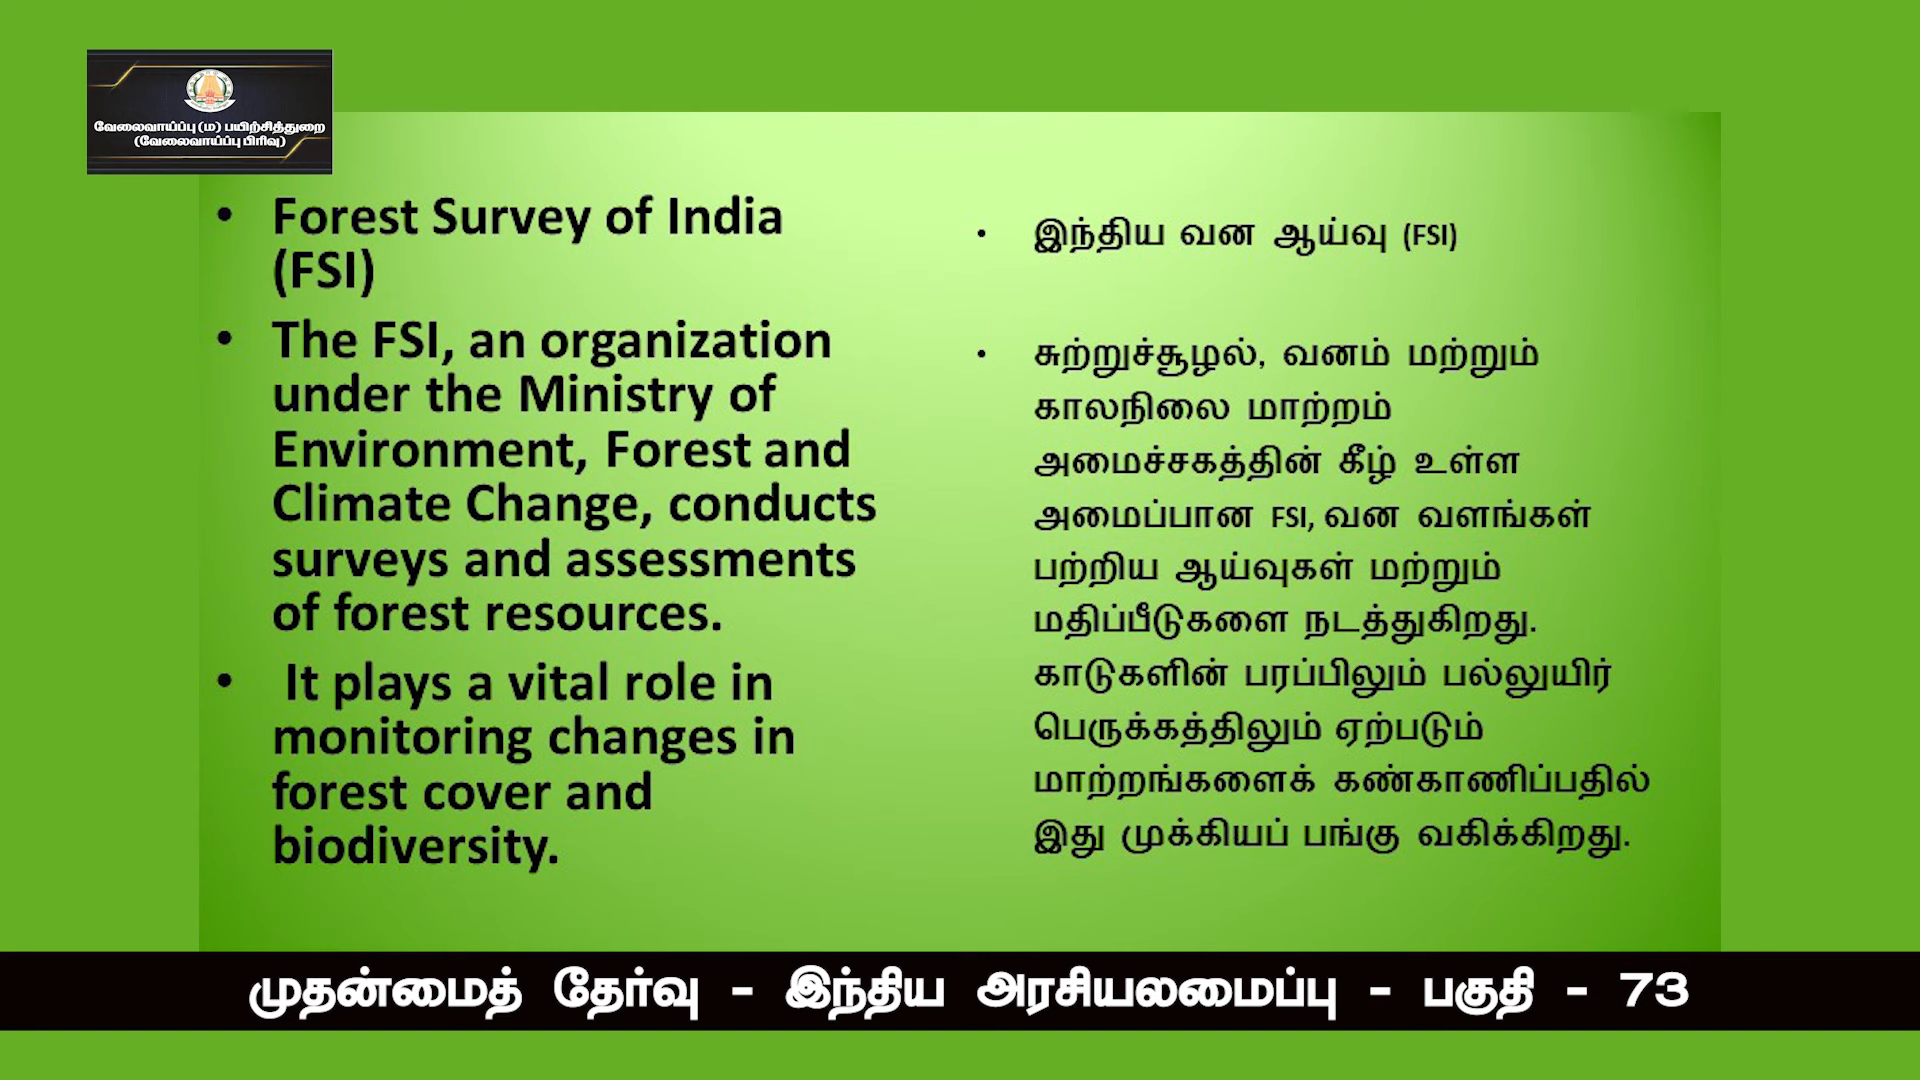 வேலைவாய்ப்பு (ம) பயிற்சித்துறை
(வேலைவாய்ப்பு பிரிவு)
• Forest Survey of India
(FSI)
• The FSI, an organization
under the Ministry of
Environment, Forest and
Climate Change, conducts
surveys and assessments
of forest resources.
• It plays a vital role in
monitoring changes in
forest cover and
biodiversity.
• இந்திய வன ஆய்வு (FSI)
• சுற்றுச்சூழல், வனம் மற்றும்
காலநிலை மாற்றம்
அமைச்சகத்தின் கீழ் உள்ள
அமைப்பான FSI, வன வளங்கள்
பற்றிய ஆய்வுகள் மற்றும்
மதிப்பீடுகளை நடத்துகிறது.
காடுகளின் பரப்பிலும் பல்லுயிர்
பெருக்கத்திலும் ஏற்படும்
மாற்றங்களைக் கண்காணிப்பதில்
இது முக்கியப் பங்கு வகிக்கிறது.
முதன்மைத் தேர்வு - இந்திய அரசியலமைப்பு - பகுதி - 73